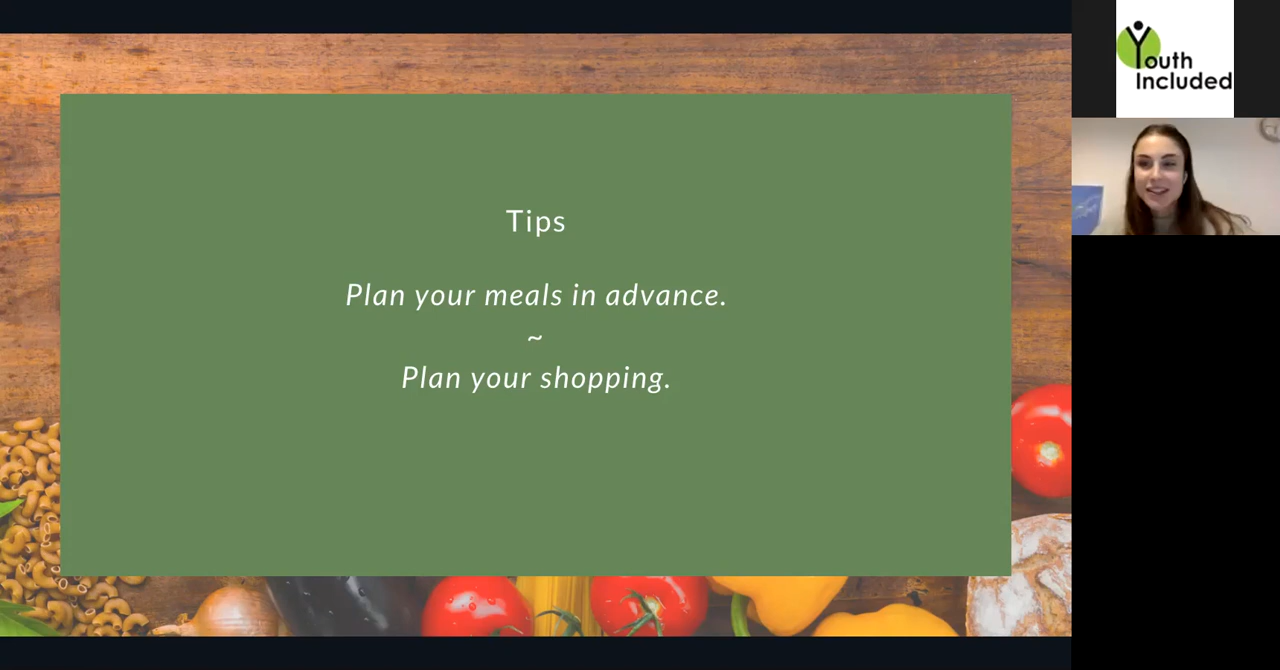 Tips
Plan your meals in advance.
~
Plan your shopping.
Youth
Included